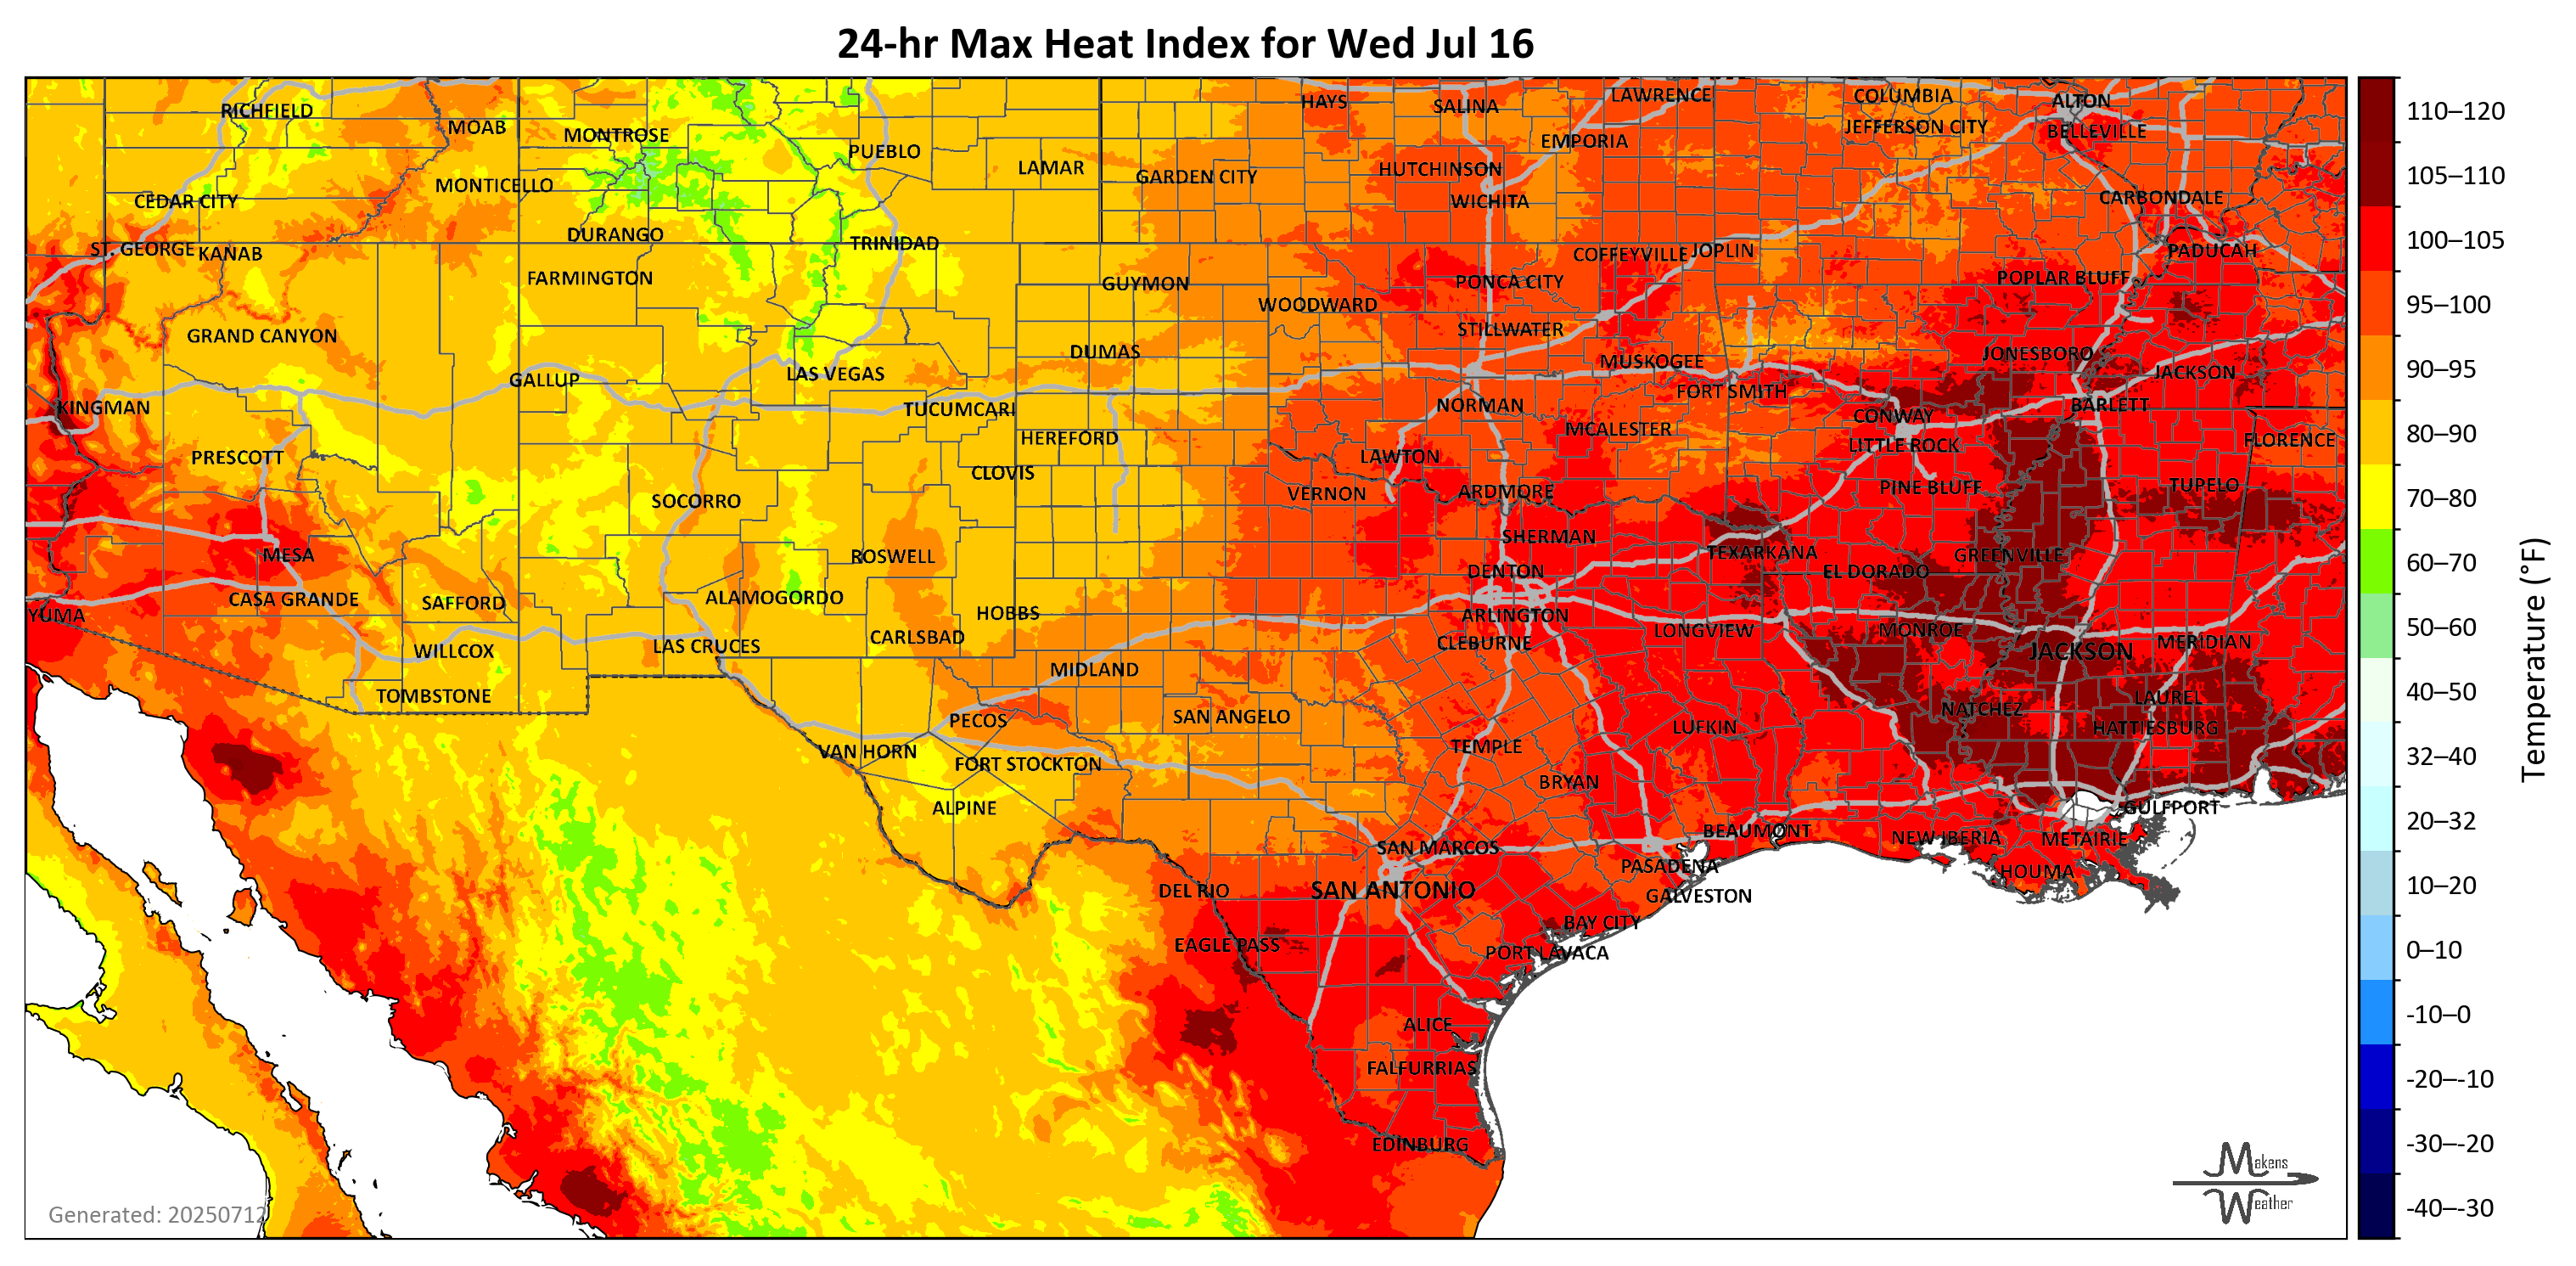 24-hr Max Heat Index for Wed Jul 16
RICHFIELD
MOAB
MONTROSE
PUEBLO
LAMAR
GARDEN CITY
HAYS
SALINA
LAWRENCE
COLUMBIA
ALTON
JEFFERSON CITY
BELLEVILLE
EMPORIA
HUTCHINSON
WICHITA
MONTICELLO
CEDAR CITY
CARBONDALE
DURANGO
TRINIDAD
ST. GEORGE
KANAB
FARMINGTON
GUYMON
COFFEYVILLE
JOPLIN
PADUCAH
PONCA CITY
POPLAR BLUFF
WOODWARD
STILLWATER
GRAND CANYON
DUMAS
MUSKOGEE
JONESBORO
JACKSON
GALLUP
LAS VEGAS
FORT SMITH
KINGMAN
TUCUMCARI
NORMAN
BARLETT
CONWAY
HEREFORD
MCALESTER
LITTLE ROCK
FLORENCE
PRESCOTT
CLOVIS
LAWTON
SOCORRO
VERNON
ARDMORE
PINE BLUFF
TUPELO
MESA
ROSWELL
SHERMAN
TEXARKANA
GREENVILLE
DENTON
EL DORADO
YUMA
CASA GRANDE
SAFFORD
ALAMOGORDO
HOBBS
ARLINGTON
LAS CRUCES
CARLSBAD
CLEBURNE
LONGVIEW
MONROE
JACKSON
MERIDIAN
WILLCOX
MIDLAND
TOMBSTONE
PECOS
SAN ANGELO
NATCHEZ
LAUREL
LUFKIN
HATTIESBURG
VAN HORN
FORT STOCKTON
TEMPLE
BRYAN
ALPINE
GULFPORT
SAN MARCOS
BEAUMONT
NEW IBERIA
METAIRIE
PASADENA
HOUMA
DEL RIO
SAN ANTONIO
GALVESTON
EAGLE PASS
BAY CITY
PORT LAVACA
ALICE
FALFURRIAS
EDINBURG
Generated: 20250712
Makens
Weather
110–120
105–110
100–105
95–100
90–95
80–90
70–80
60–70
50–60
40–50
32–40
20–32
10–20
0–10
-10–0
-20–-10
-30–-20
-40–-30
Temperature (°F)